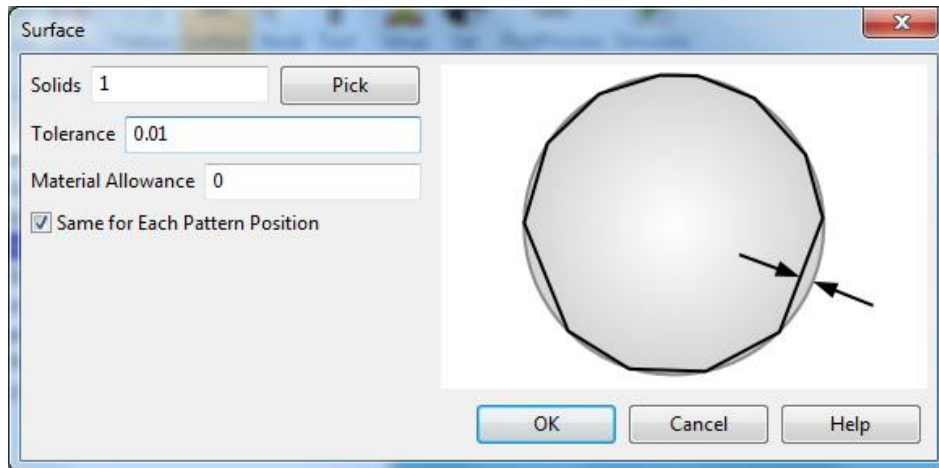 Surface
Solids 1 Pick
Tolerance 0.01
Material Allowance 0
Same for Each Pattern Position
OK Cancel Help